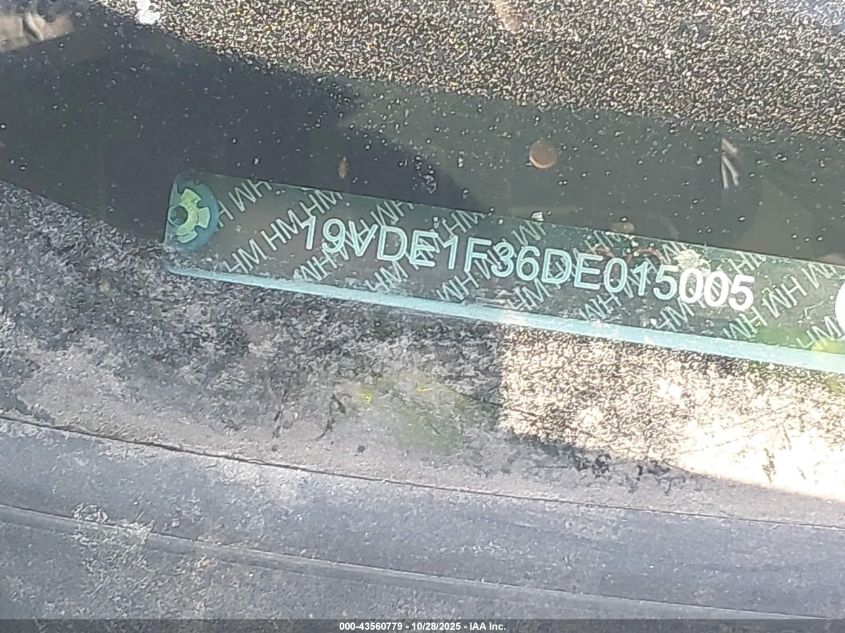 19VDE1F36DE015005
000-43560779 • 10/28/2025 - IAA Inc.